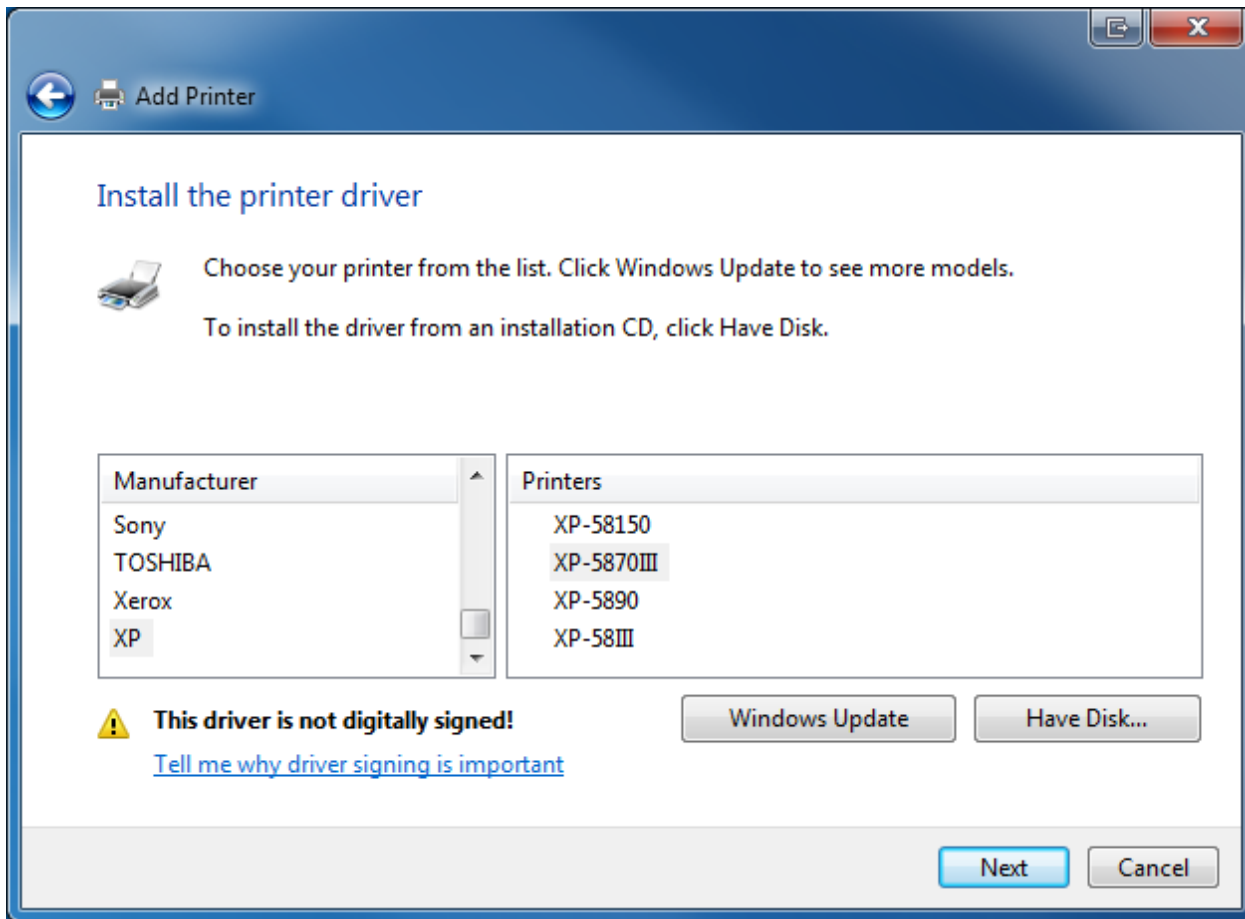 Add Printer
Install the printer driver
Choose your printer from the list. Click Windows Update to see more models.
To install the driver from an installation CD, click Have Disk.
Manufacturer
Sony
TOSHIBA
Xerox
XP
Printers
XP-58150
XP-5870III
XP-5890
XP-58III
This driver is not digitally signed!
Tell me why driver signing is important
Windows Update
Have Disk...
Next
Cancel